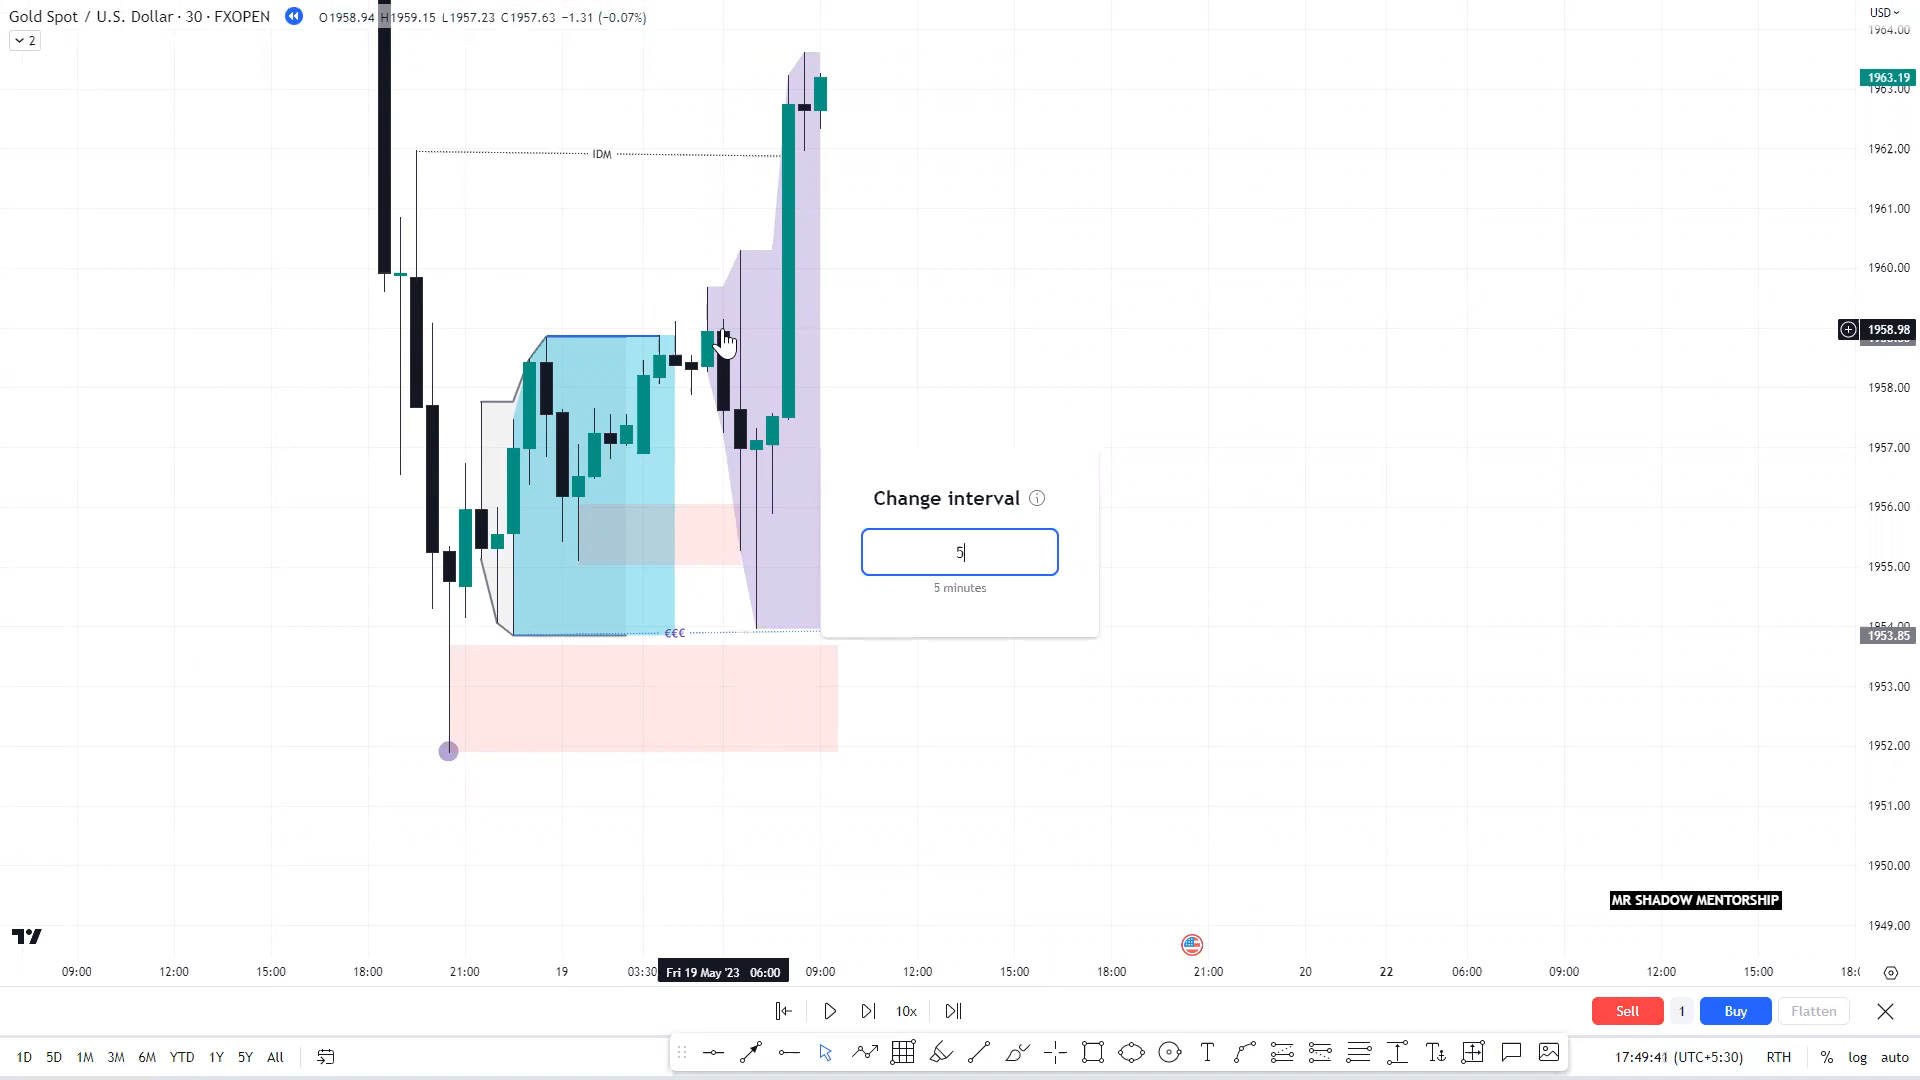 Gold Spot / U.S. Dollar · 30 · FXOPEN O1958.94 H1959.15 L1957.23 C1957.63 −1.31 (−0.07%)
USD
2
1964.00
1963.19
1963.00
1962.00
1961.00
1960.00
1958.98
1958.00
1957.00
1956.00
1955.00
1954.00
1953.85
1953.00
1952.00
1951.00
1950.00
1949.00
IDM
€€€
Change interval
5
5 minutes
MR SHADOW MENTORSHIP
09:00 12:00 15:00 18:00 21:00 19 03:30 Fri 19 May '23 06:00 09:00 12:00 15:00 18:00 21:00 20 22 06:00 09:00 12:00 15:00
10x
Sell 1 Buy Flatten
1D 5D 1M 3M 6M YTD 1Y 5Y All
17:49:41 (UTC+5:30) RTH % log auto